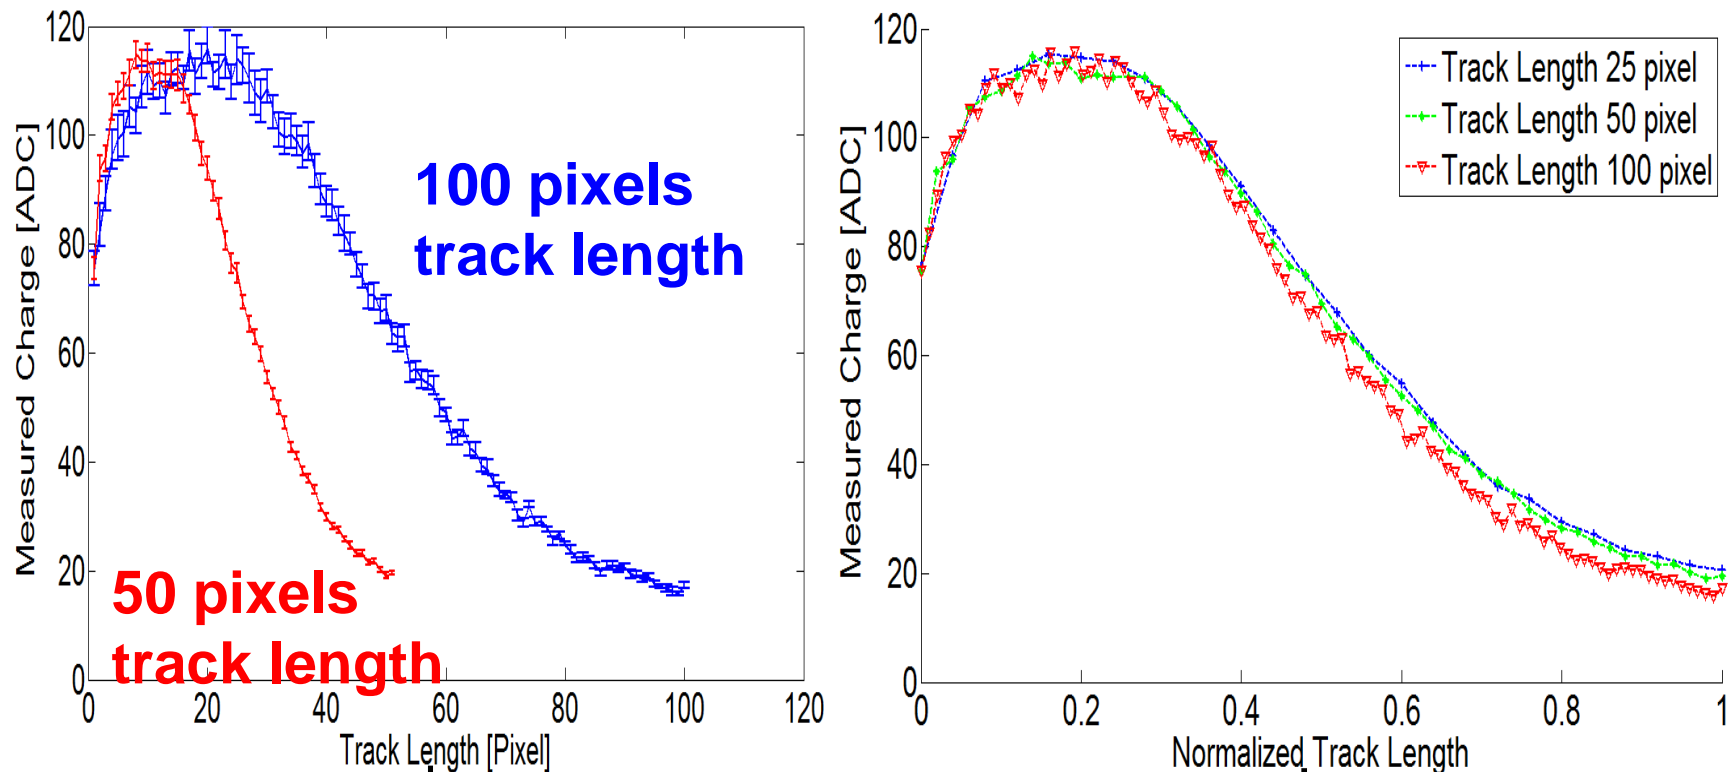 120
100
80
60
40
20
0
Measured Charge [ADC]
100 pixels
track length
50 pixels
track length
0 20 40 60 80 100 120
Track Length [Pixel]
120
100
80
60
40
20
0
Measured Charge [ADC]
Track Length 25 pixel
Track Length 50 pixel
Track Length 100 pixel
0 0.2 0.4 0.6 0.8 1
Normalized Track Length